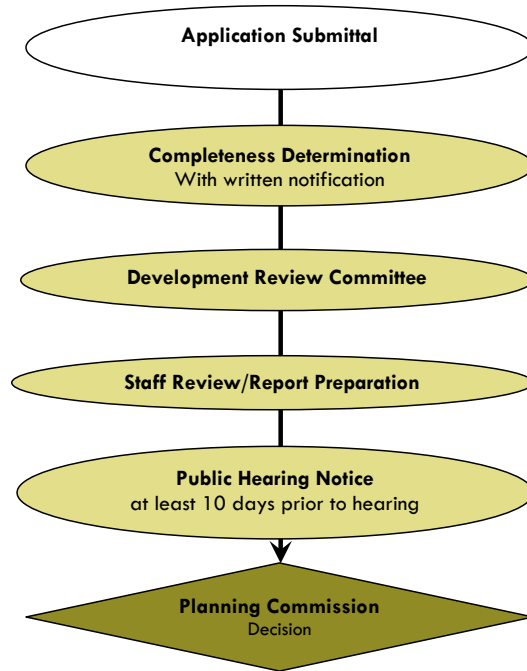 Application Submittal
Completeness Determination
With written notification
Development Review Committee
Staff Review/Report Preparation
Public Hearing Notice
at least 10 days prior to hearing
Planning Commission
Decision